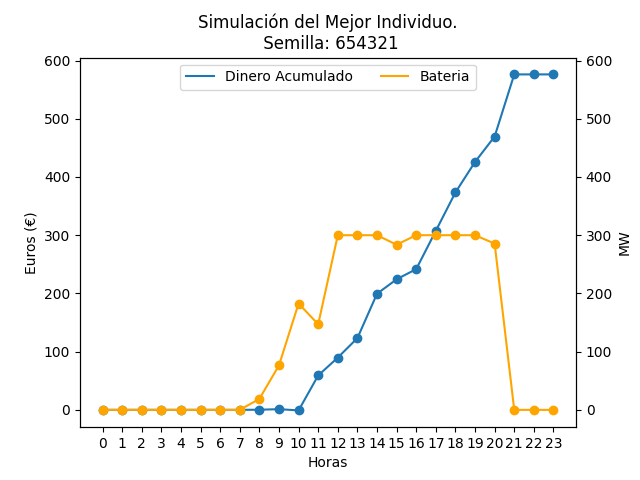 Simulación del Mejor Individuo.
Semilla: 654321
Dinero Acumulado Bateria
600
500
400
300
200
100
0
Euros (€)
600
500
400
300
200
100
0
MW
0 1 2 3 4 5 6 7 8 9 10 11 12 13 14 15 16 17 18 19 20 21 22 23
Horas